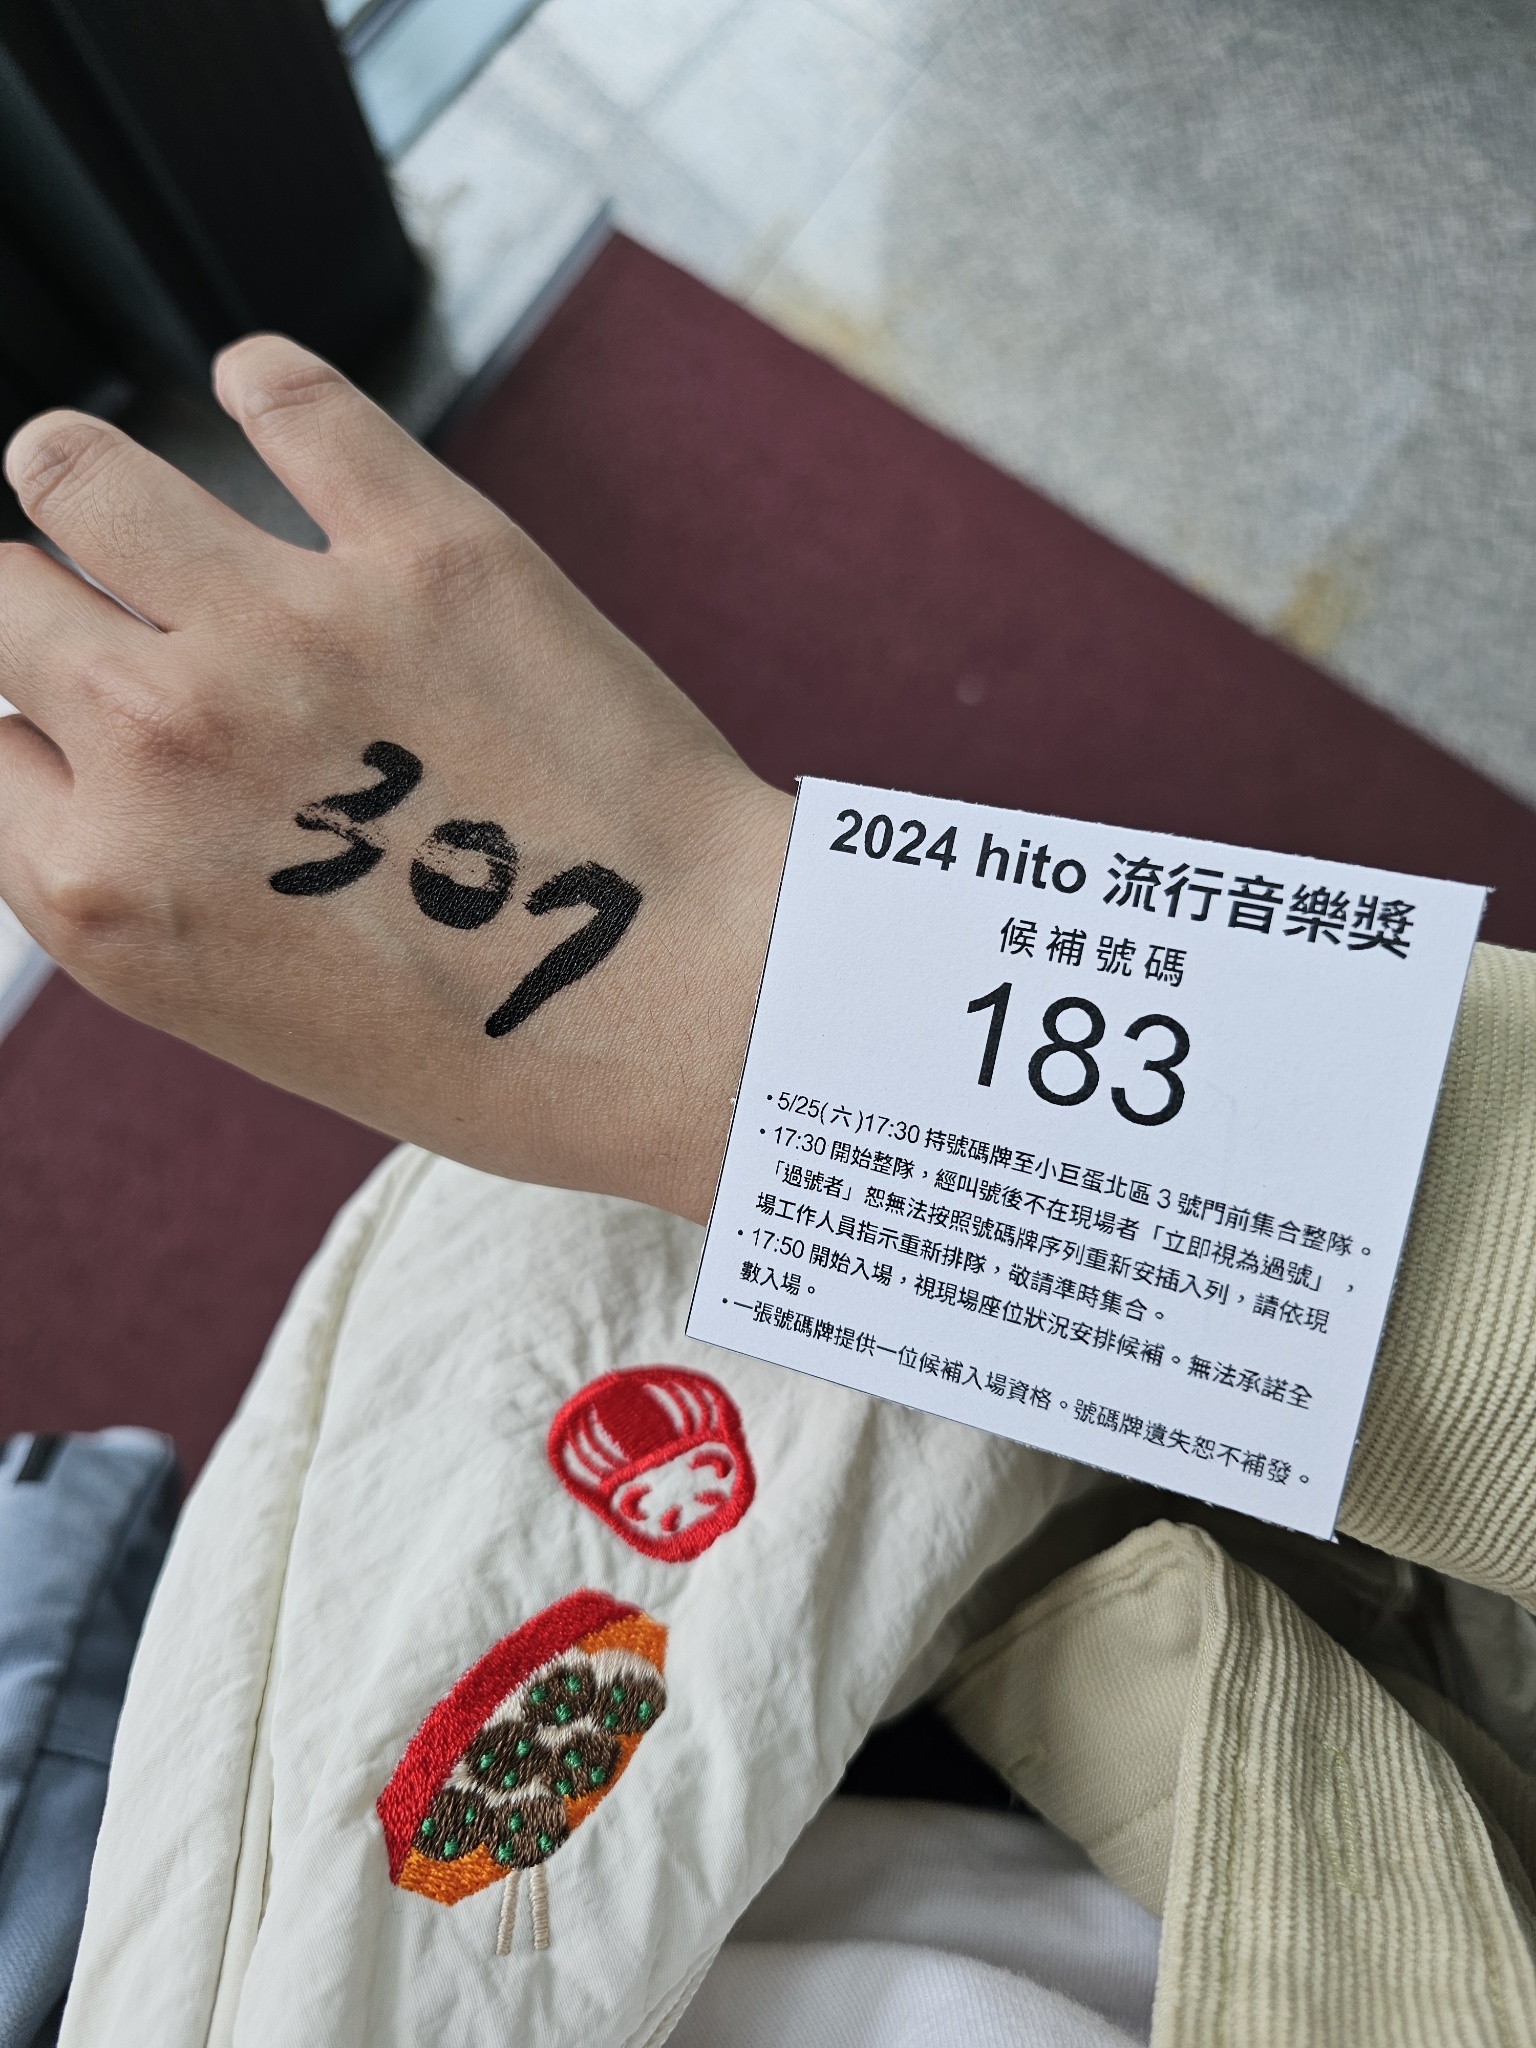 307
2024 hito 流行音樂獎
候補號碼
183
• 5/25(六)17:30 持號碼牌至小巨蛋北區 3 號門前集合整隊。
• 17:30 開始整隊，經叫號後不在現場者「立即視為過號」，
「過號者」恕無法按照號碼牌序列重新安插入列，請依現
場工作人員指示重新排隊，敬請準時集合。
• 17:50 開始入場，視現場座位狀況安排候補。無法承諾全
數入場。
• 一張號碼牌提供一位候補入場資格。號碼牌遺失恕不補發。